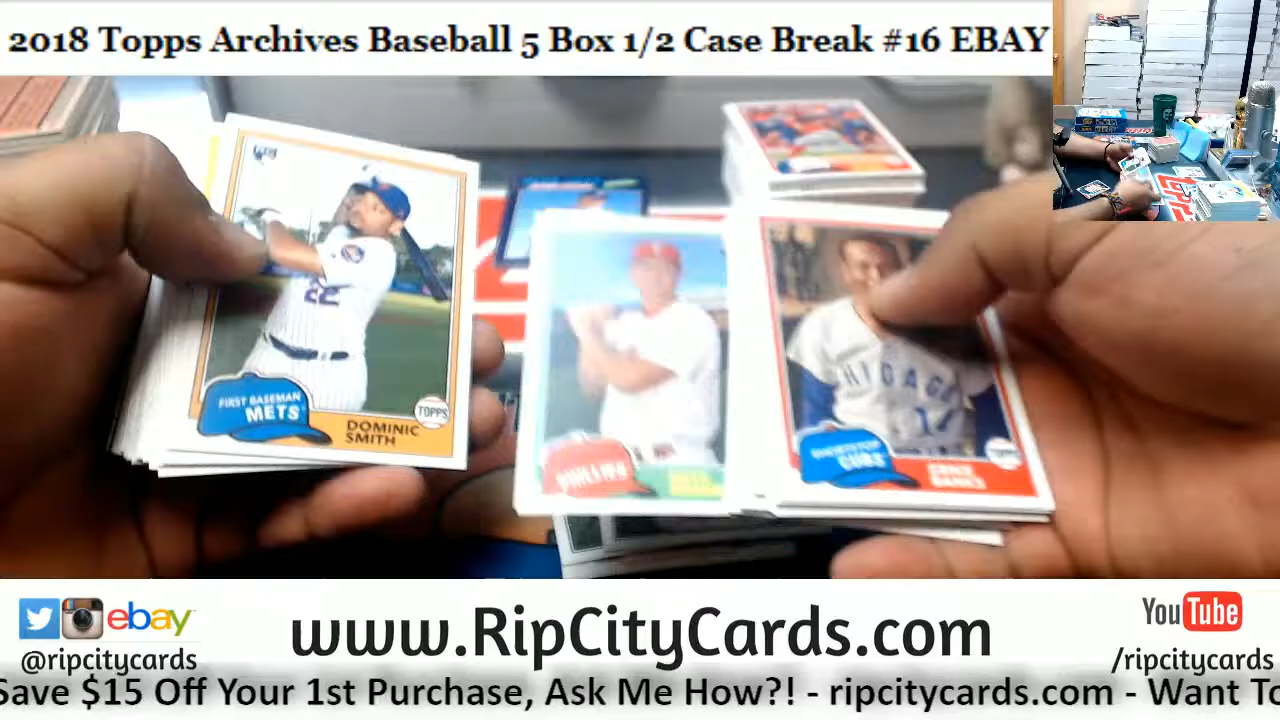 2018 Topps Archives Baseball 5 Box 1/2 Case Break #16 EBAY
22
FIRST BASEMAN
METS
DOMINIC
SMITH
TOPPS
PHILLIES
CHICAGO
14
SHORTSTOP
CUBS
ERNIE
BANKS
ebay
@ripcitycards
www.RipCityCards.com
YouTube
/ripcitycards
Save $15 Off Your 1st Purchase, Ask Me How?! - ripcitycards.com - Want To